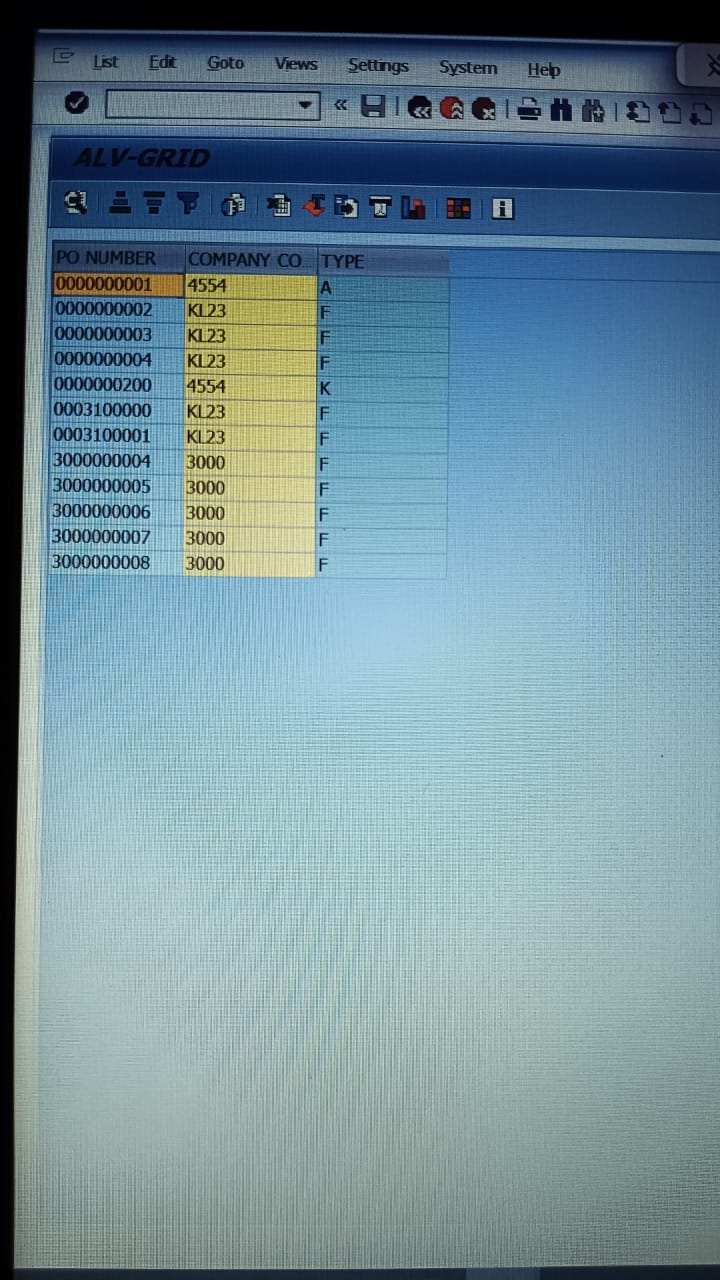 List Edit Goto Views Settings System Help
ALV-GRID
PO NUMBER COMPANY CO... TYPE
0000000001 4554 A
0000000002 KL23 F
0000000003 KL23 F
0000000004 KL23 F
0000000200 4554 K
0003100000 KL23 F
0003100001 KL23 F
3000000004 3000 F
3000000005 3000 F
3000000006 3000 F
3000000007 3000 F
3000000008 3000 F